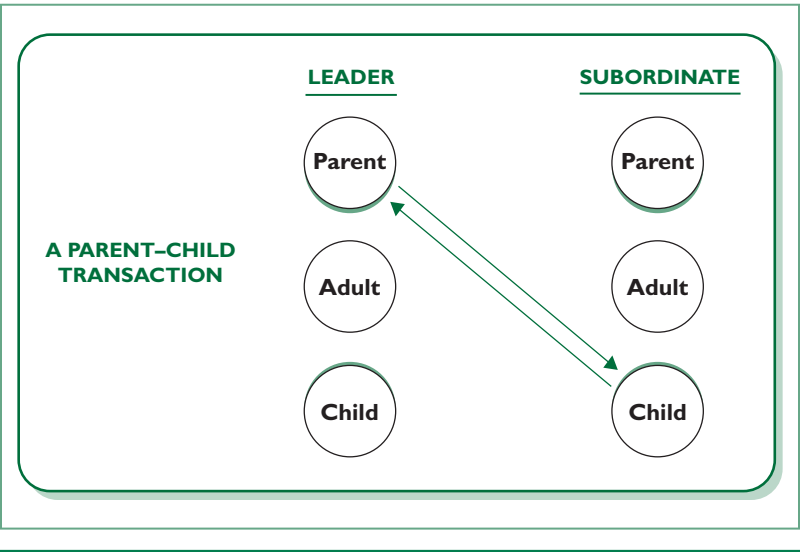 LEADER
SUBORDINATE
Parent
Parent
A PARENT–CHILD
TRANSACTION
Adult
Adult
Child
Child